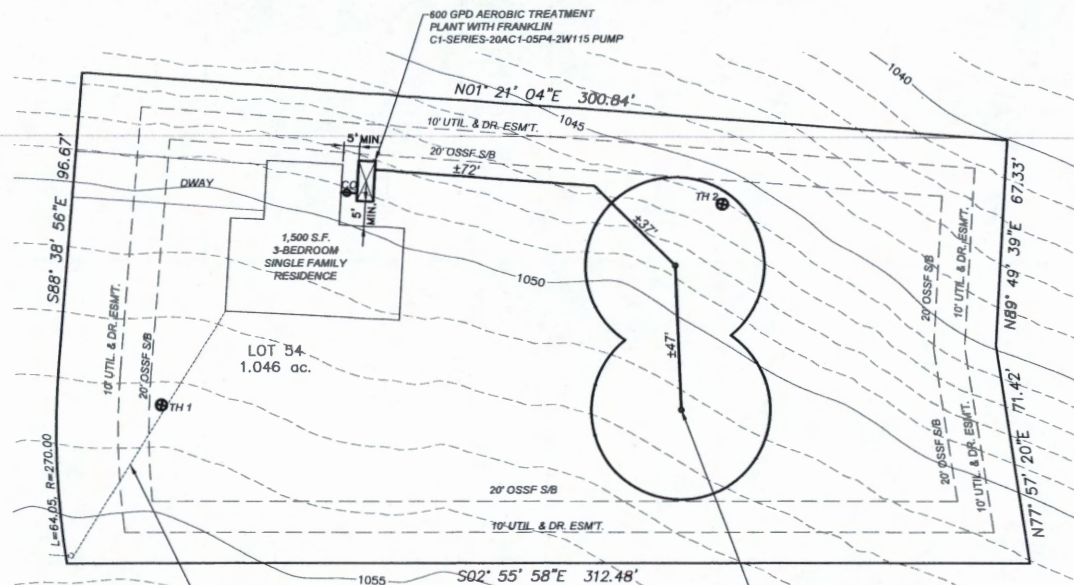 600 GPD AEROBIC TREATMENT
PLANT WITH FRANKLIN
C1-SERIES-20AC1-05P4-2W115 PUMP
1040
N01° 21' 04"E 300.84'
1045
10' UTIL. & DR. ESM'T.
5' MIN.
20' OSSF S/B
±72'
96.67'
67.33'
DWAY
CO
5'
MIN.
TH 2
±37'
S88° 38' 56"E
1,500 S.F.
3-BEDROOM
SINGLE FAMILY
RESIDENCE
1050
N89° 49' 39"E
20' OSSF S/B
10' UTIL. & DR. ESM'T.
10' UTIL. & DR. ESM'T.
20' OSSF S/B
±47'
LOT 54
1.046 ac.
TH 1
71.42'
L=64.05, R=270.00
20' OSSF S/B
10' UTIL. & DR. ESM'T.
N77° 57' 20"E
20' OSSF S/B
10' UTIL. & DR. ESM'T.
1055
S02° 55' 58"E 312.48'